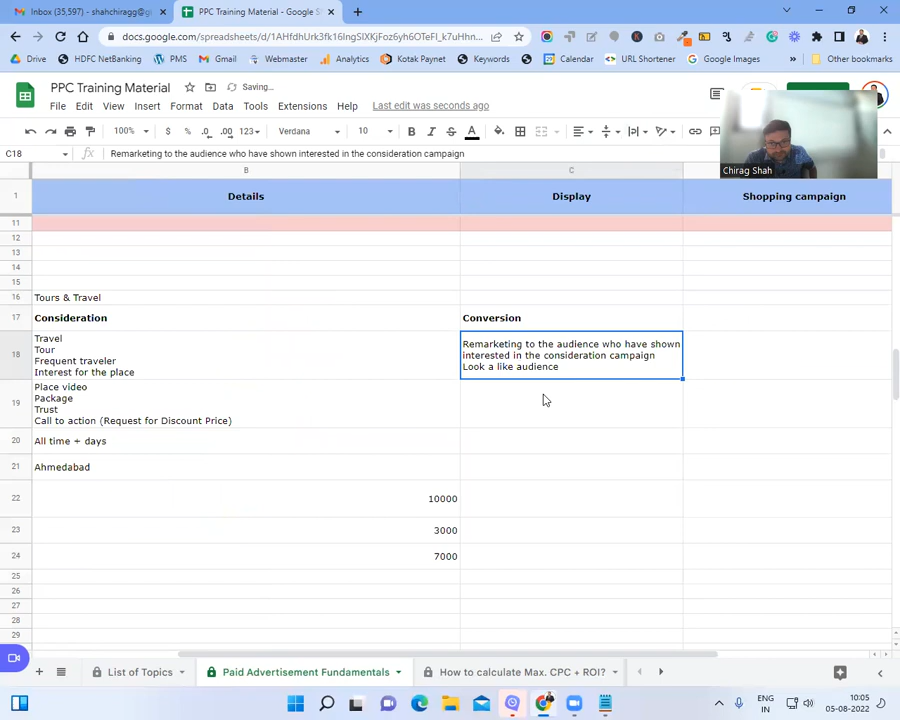 Inbox (35,597) - shahchiragg@g
PPC Training Material - Google S
docs.google.com/spreadsheets/d/1AHfdhUrk3fk16IngSIXKjFoz6yh6OTeFI_k7uHhn...
Drive
HDFC NetBanking
PMS
Gmail
Webmaster
Analytics
Kotak Paynet
Keywords
Calendar
URL Shortener
Google Images
»
Other bookmarks
PPC Training Material
Saving...
File Edit View Insert Format Data Tools Extensions Help
Last edit was seconds ago
100% $ % .0 .00 123 Verdana 10 B I S A
Chirag Shah
C18
fx
Remarketing to the audience who have shown interested in the consideration campaign
B C D
1 Details Display Shopping campaign
11
12
13
14
15
16 Tours & Travel
17 Consideration Conversion
18
Travel
Tour
Frequent traveler
Interest for the place
Remarketing to the audience who have shown
interested in the consideration campaign
Look a like audience
19
Place video
Package
Trust
Call to action (Request for Discount Price)
20 All time + days
21 Ahmedabad
22 10000
23 3000
24 7000
25
26
27
28
29
List of Topics
Paid Advertisement Fundamentals
How to calculate Max. CPC + ROI?
ENG
IN
10:05
05-08-2022